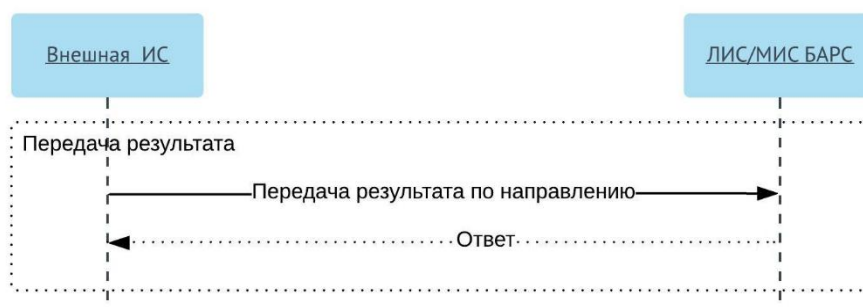 Внешная ИС
ЛИС/МИС БАРС
Передача результата
Передача результата по направлению
Ответ